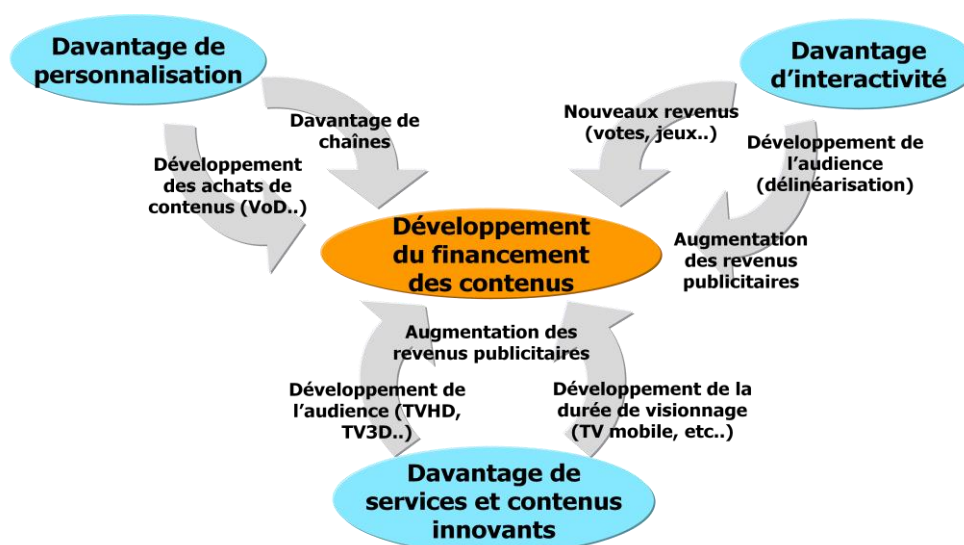 Davantage de
personnalisation
Davantage
d'interactivité
Davantage de
chaînes
Nouveaux revenus
(votes, jeux..)
Développement
des achats de
contenu (VoD..)
Développement de
l'audience
(délinéarisation)
Développement
du financement
des contenus
Augmentation
des revenus
publicitaires
Augmentation des
revenus publicitaires
Développement de
l'audience (TVHD,
TV3D..)
Développement de la
durée de visionnage
(TV mobile, etc..)
Davantage de
services et contenus
innovants